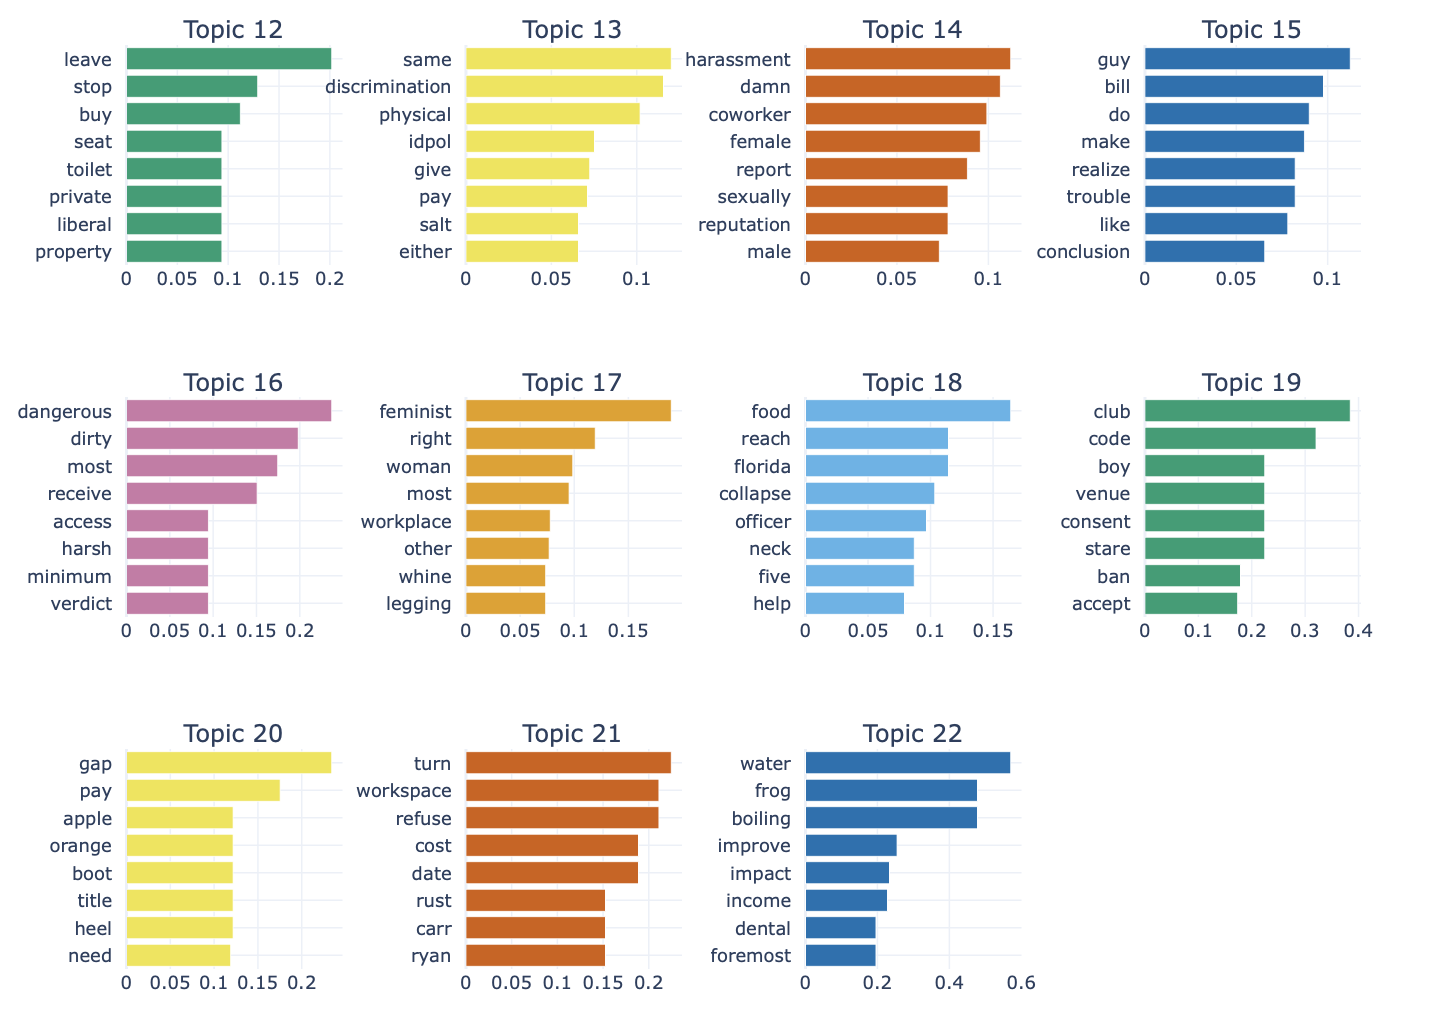 Topic 12
leave
stop
buy
seat
toilet
private
liberal
property
0 0.05 0.1 0.15 0.2
Topic 13
same
discrimination
physical
idpol
give
pay
salt
either
0 0.05 0.1
Topic 14
harassment
damn
coworker
female
report
sexually
reputation
male
0 0.05 0.1
Topic 15
guy
bill
do
make
realize
trouble
like
conclusion
0 0.05 0.1
Topic 16
dangerous
dirty
most
receive
access
harsh
minimum
verdict
0 0.05 0.1 0.15 0.2
Topic 17
feminist
right
woman
most
workplace
other
whine
legging
0 0.05 0.1 0.15
Topic 18
food
reach
florida
collapse
officer
neck
five
help
0 0.05 0.1 0.15
Topic 19
club
code
boy
venue
consent
stare
ban
accept
0 0.1 0.2 0.3 0.4
Topic 20
gap
pay
apple
orange
boot
title
heel
need
0 0.05 0.1 0.15 0.2
Topic 21
turn
workspace
refuse
cost
date
rust
carr
ryan
0 0.05 0.1 0.15 0.2
Topic 22
water
frog
boiling
improve
impact
income
dental
foremost
0 0.2 0.4 0.6